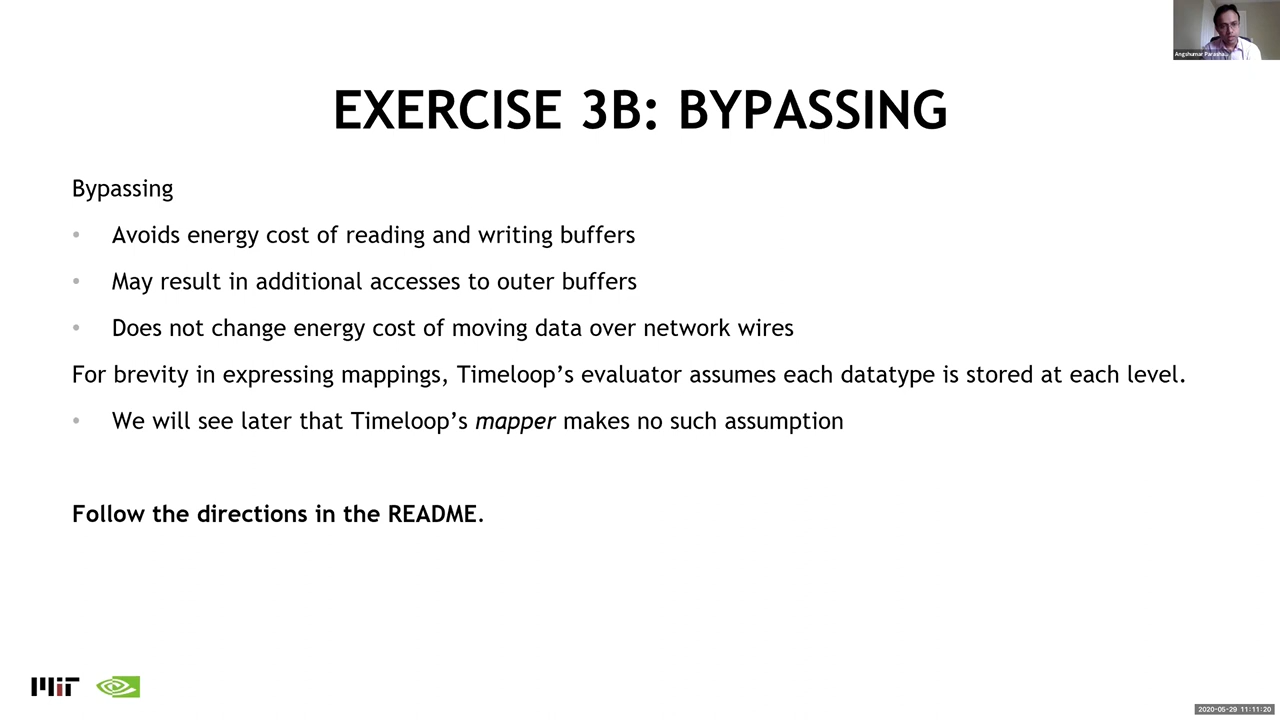 Angshumar Parasha...
EXERCISE 3B: BYPASSING
Bypassing
• Avoids energy cost of reading and writing buffers
• May result in additional accesses to outer buffers
• Does not change energy cost of moving data over network wires
For brevity in expressing mappings, Timeloop’s evaluator assumes each datatype is stored at each level.
• We will see later that Timeloop’s mapper makes no such assumption
Follow the directions in the README.
MIT
2020-05-29 11:11:20